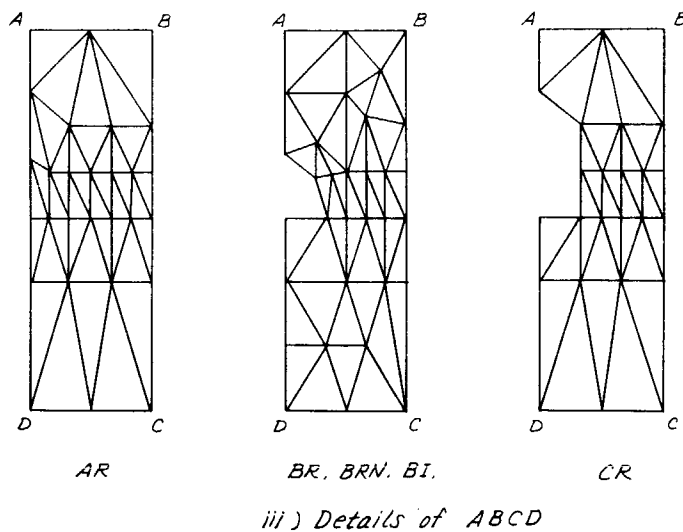 A B A B A B
D C D C D C
AR BR, BRN, BI, CR
iii) Details of ABCD